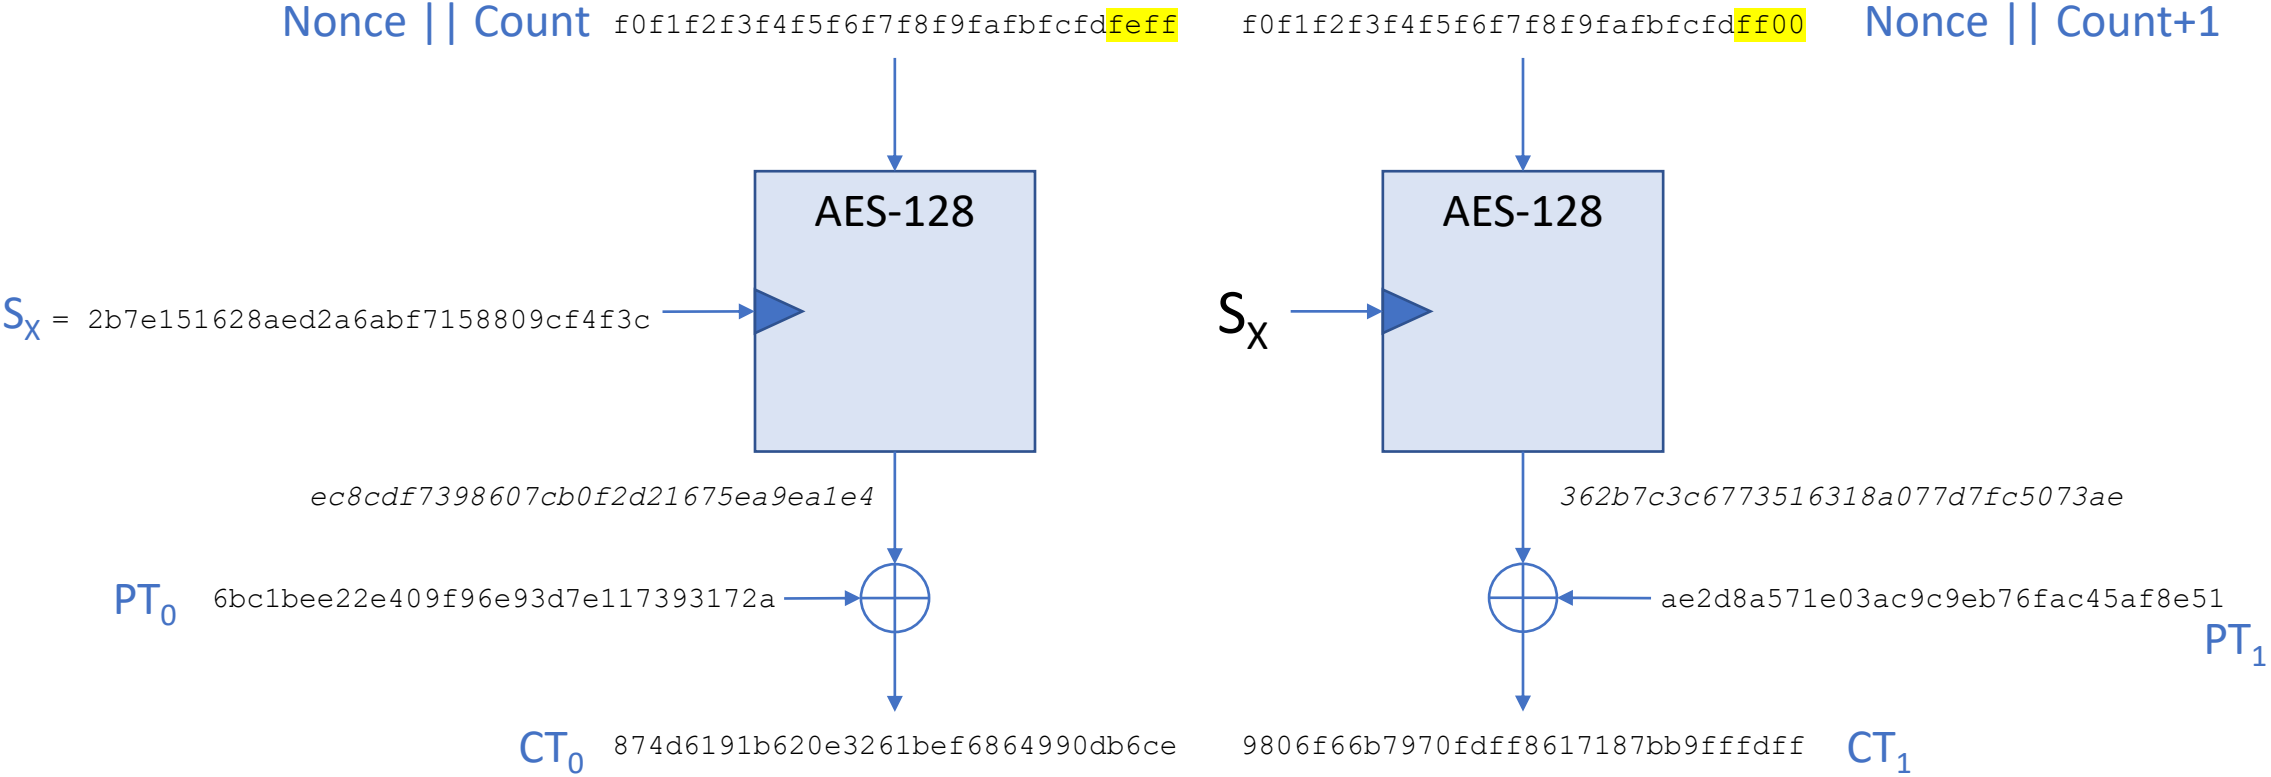 Nonce || Count f0f1f2f3f4f5f6f7f8f9fafbfcfdfeff f0f1f2f3f4f5f6f7f8f9fafbfcfdff00 Nonce || Count+1
AES-128 AES-128
SX = 2b7e151628aed2a6abf7158809cf4f3c SX
ec8cdf7398607cb0f2d21675ea9ea1e4 362b7c3c6773516318a077d7fc5073ae
PT0 6bc1bee22e409f96e93d7e117393172a ae2d8a571e03ac9c9eb76fac45af8e51
PT1
CT0 874d6191b620e3261bef6864990db6ce 9806f66b7970fdff8617187bb9fffdff CT1